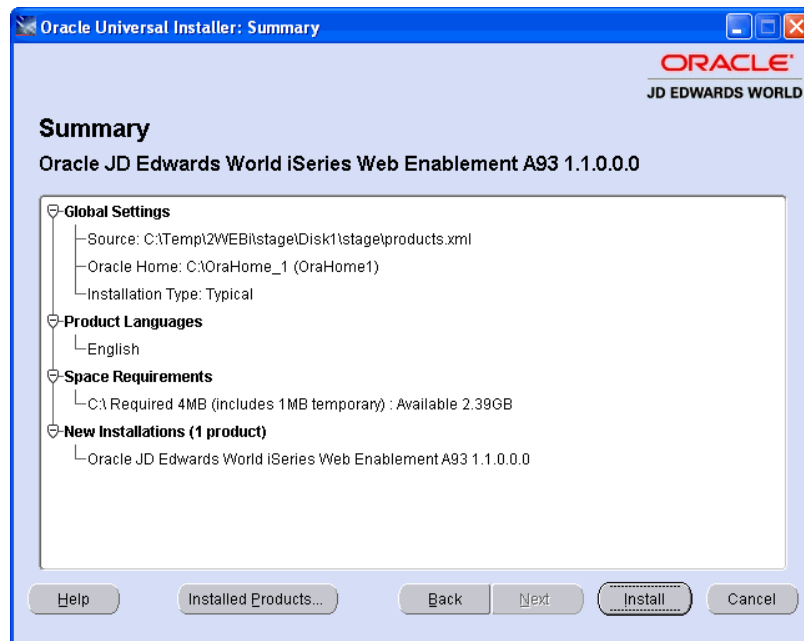 Oracle Universal Installer: Summary
ORACLE
JD EDWARDS WORLD
Summary
Oracle JD Edwards World iSeries Web Enablement A93 1.1.0.0.0
Global Settings
Source: C:\Temp\2WEBi\stage\Disk1\stage\products.xml
Oracle Home: C:\OraHome_1 (OraHome1)
Installation Type: Typical
Product Languages
English
Space Requirements
C:\ Required 4MB (includes 1MB temporary) : Available 2.39GB
New Installations (1 product)
Oracle JD Edwards World iSeries Web Enablement A93 1.1.0.0.0
Help Installed Products... Back Next Install Cancel